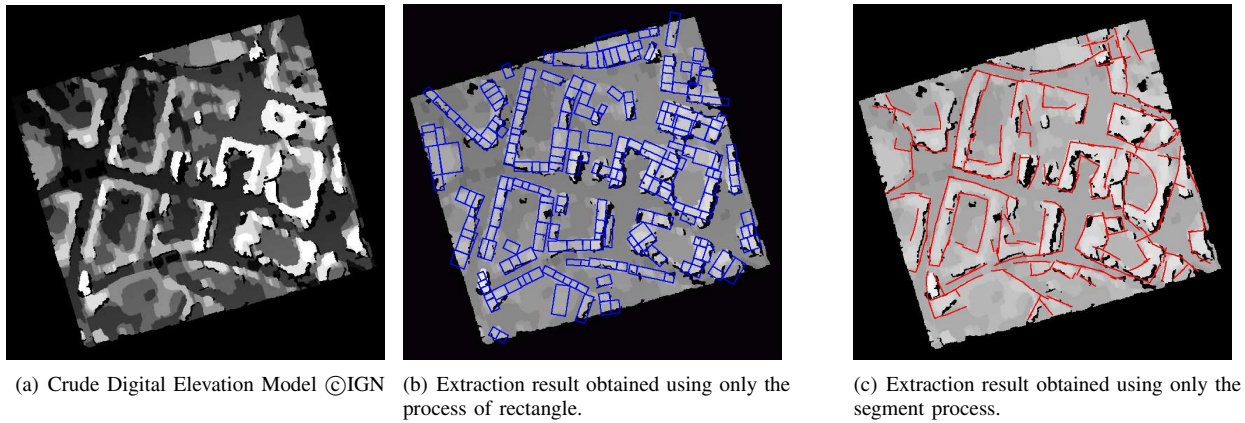 (a) Crude Digital Elevation Model ©IGN
(b) Extraction result obtained using only the
process of rectangle.
(c) Extraction result obtained using only the
segment process.